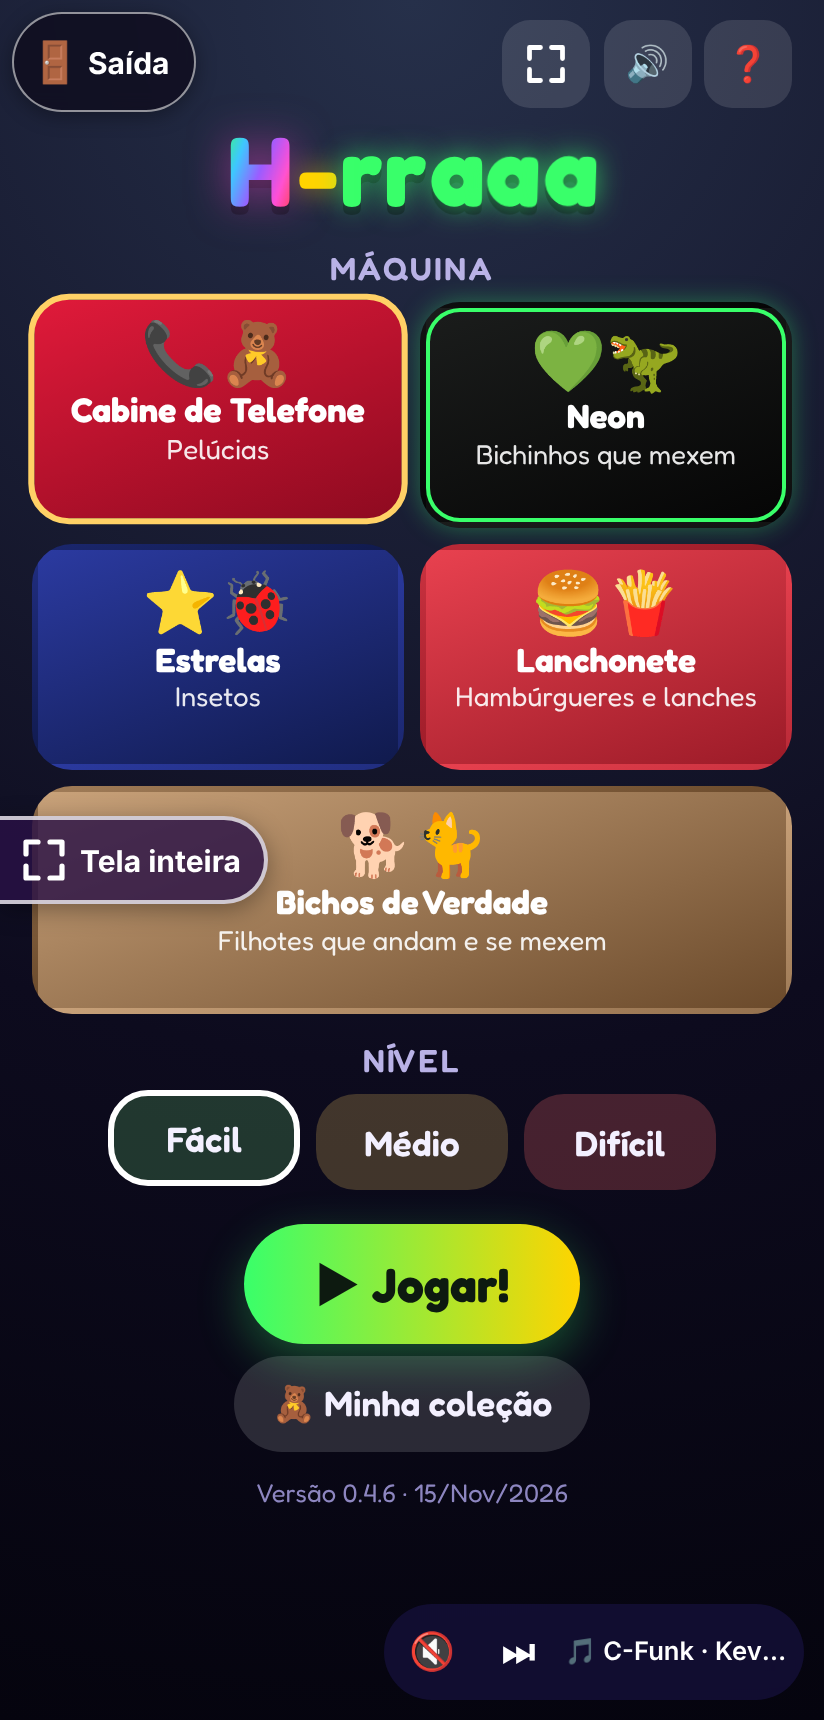 Saída
H-rraaa
MÁQUINA
Cabine de Telefone
Pelúcias
Neon
Bichinhos que mexem
Estrelas
Insetos
Lanchonete
Hambúrgueres e lanches
Tela inteira
Bichos de Verdade
Filhotes que andam e se mexem
NÍVEL
Fácil
Médio
Difícil
Jogar!
Minha coleção
Versão 0.4.6 · 15/Nov/2026
C-Funk · Kev...